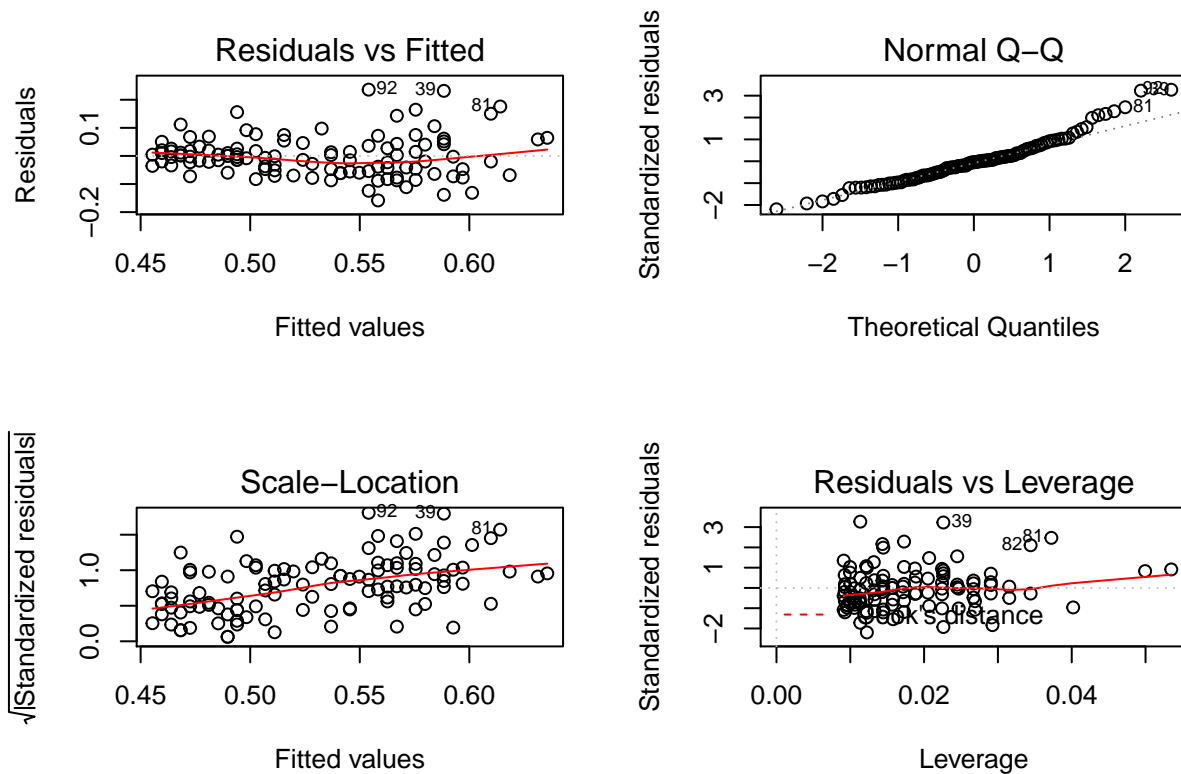 Residuals vs Fitted
Residuals
0.1
−0.2
92
39
81
0.45
0.50
0.55
0.60
Fitted values
Normal Q−Q
Standardized residuals
3
1
−2
81
−2
−1
0
1
2
Theoretical Quantiles
Scale−Location
√|Standardized residuals|
1.0
0.0
92
39
81
0.45
0.50
0.55
0.60
Fitted values
Residuals vs Leverage
Standardized residuals
3
1
−2
39
81
82
distance
0.00
0.02
0.04
Leverage